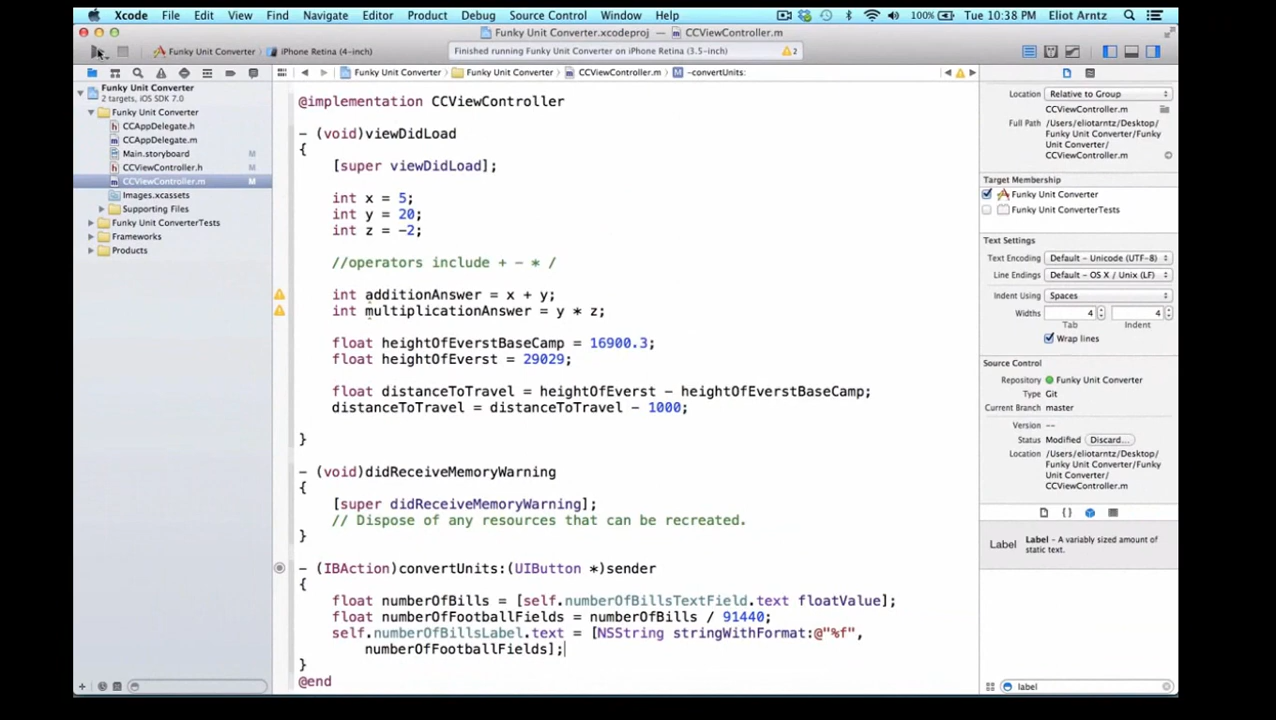 Xcode File Edit View Find Navigate Editor Product Debug Source Control Window Help 100% Tue 10:38 PM Eliot Arntz
Funky Unit Converter.xcodeproj — CCViewController.m
Funky Unit Converter iPhone Retina (4-inch) Finished running Funky Unit Converter on iPhone Retina (3.5-inch) 2
Funky Unit Converter Funky Unit Converter CCViewController.m M -convertUnits:
Funky Unit Converter
2 targets, iOS SDK 7.0
Funky Unit Converter
CCAppDelegate.h
CCAppDelegate.m
Main.storyboard M
CCViewController.h M
CCViewController.m M
Images.xcassets
Supporting Files
Funky Unit ConverterTests
Frameworks
Products
@implementation CCViewController
- (void)viewDidLoad
{
[super viewDidLoad];
int x = 5;
int y = 20;
int z = -2;
//operators include + - * /
int additionAnswer = x + y;
int multiplicationAnswer = y * z;
float heightOfEverstBaseCamp = 16900.3;
float heightOfEverst = 29029;
float distanceToTravel = heightOfEverst - heightOfEverstBaseCamp;
distanceToTravel = distanceToTravel - 1000;
}
- (void)didReceiveMemoryWarning
{
[super didReceiveMemoryWarning];
// Dispose of any resources that can be recreated.
}
- (IBAction)convertUnits:(UIButton *)sender
{
float numberOfBills = [self.numberOfBillsTextField.text floatValue];
float numberOfFootballFields = numberOfBills / 91440;
self.numberOfBillsLabel.text = [NSString stringWithFormat:@"%f",
numberOfFootballFields];
}
@end
Location Relative to Group
CCViewController.m
Full Path /Users/eliotarntz/Desktop/
Funky Unit Converter/Funky
Unit Converter/
CCViewController.m
Target Membership
Funky Unit Converter
Funky Unit ConverterTests
Text Settings
Text Encoding Default - Unicode (UTF-8)
Line Endings Default - OS X / Unix (LF)
Indent Using Spaces
Widths 4 4
Tab Indent
Wrap lines
Source Control
Repository Funky Unit Converter
Type Git
Current Branch master
Version --
Status Modified Discard...
Location /Users/eliotarntz/Desktop/
Funky Unit Converter/Funky
Unit Converter/
CCViewController.m
{ }
Label Label - A variably sized amount of
static text.
label